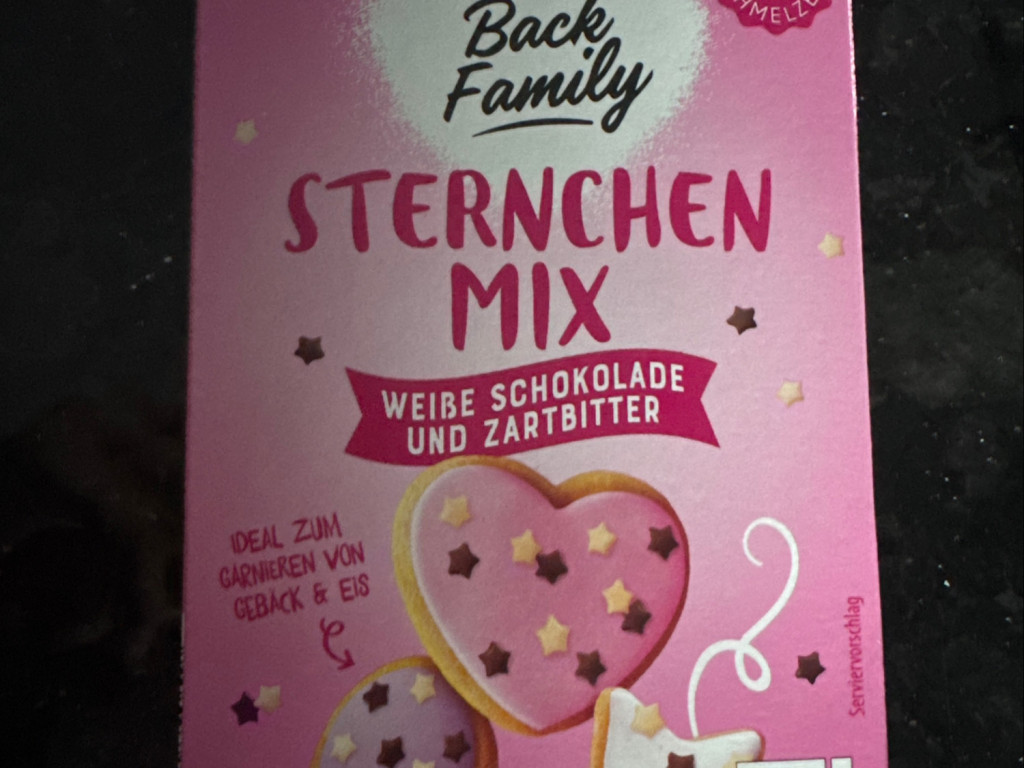 Back
Family
STERNCHEN
MIX
WEIßE SCHOKOLADE
UND ZARTBITTER
IDEAL ZUM
GARNIEREN VON
GEBÄCK & EIS
Serviervorschlag